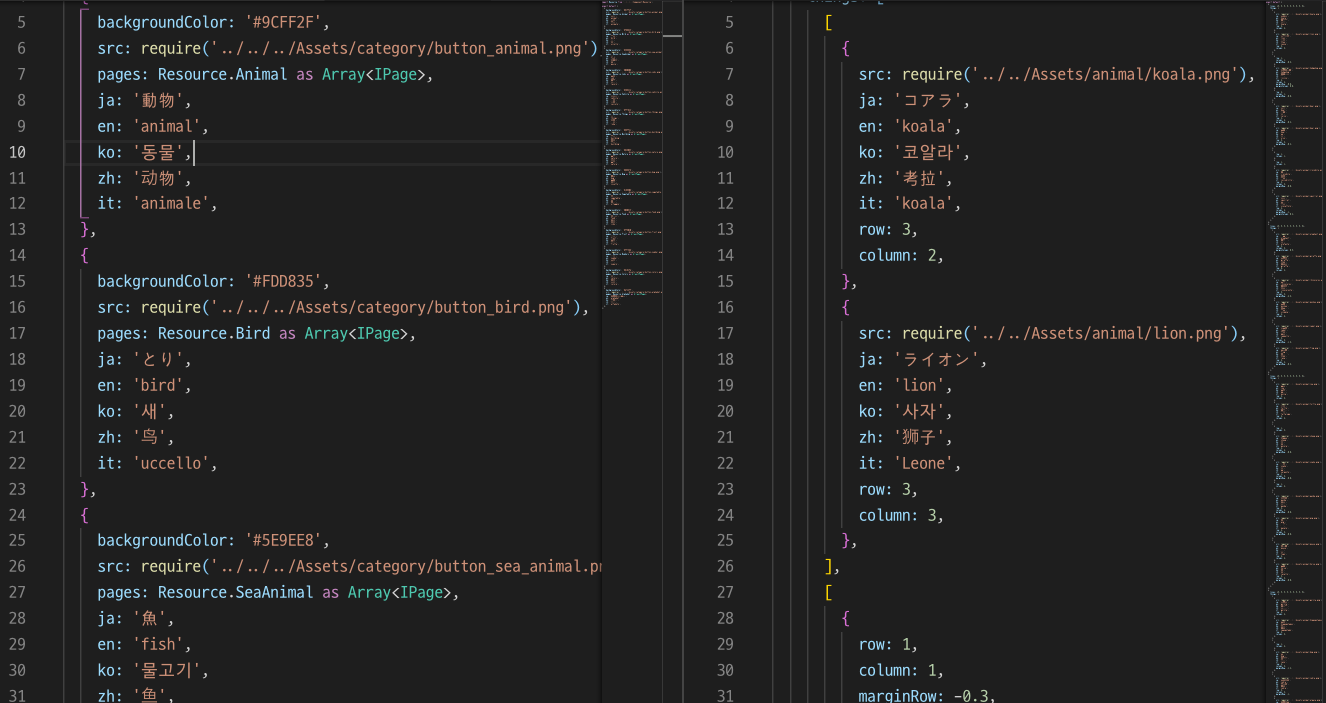 5 backgroundColor: '#9CFF2F',
6 src: require('../../../Assets/category/button_animal.png')
7 pages: Resource.Animal as Array<IPage>,
8 ja: '動物',
9 en: 'animal',
10 ko: '동물',
11 zh: '动物',
12 it: 'animale',
13 },
14 {
15 backgroundColor: '#FDD835',
16 src: require('../../../Assets/category/button_bird.png'),
17 pages: Resource.Bird as Array<IPage>,
18 ja: 'とり',
19 en: 'bird',
20 ko: '새',
21 zh: '鸟',
22 it: 'uccello',
23 },
24 {
25 backgroundColor: '#5E9EE8',
26 src: require('../../../Assets/category/button_sea_animal.p
27 pages: Resource.SeaAnimal as Array<IPage>,
28 ja: '魚',
29 en: 'fish',
30 ko: '물고기',
31 zh: '鱼',
5 [
6 {
7 src: require('../../Assets/animal/koala.png'),
8 ja: 'コアラ',
9 en: 'koala',
10 ko: '코알라',
11 zh: '考拉',
12 it: 'koala',
13 row: 3,
14 column: 2,
15 },
16 {
17 src: require('../../Assets/animal/lion.png'),
18 ja: 'ライオン',
19 en: 'lion',
20 ko: '사자',
21 zh: '狮子',
22 it: 'Leone',
23 row: 3,
24 column: 3,
25 },
26 ],
27 [
28 {
29 row: 1,
30 column: 1,
31 marginRow: -0.3,